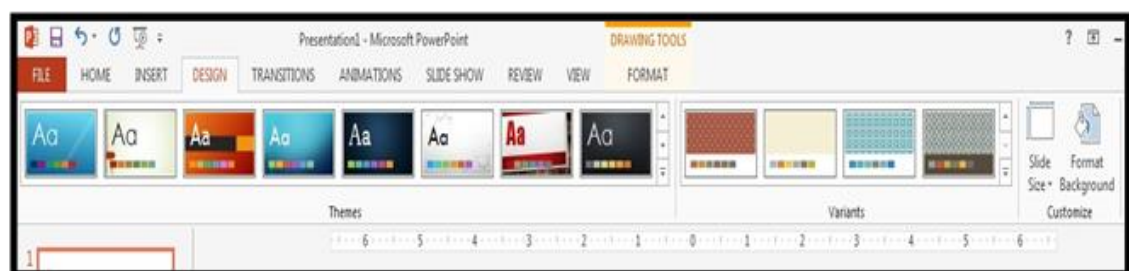 Presentation1 - Microsoft PowerPoint DRAWING TOOLS ?
FILE HOME INSERT DESIGN TRANSITIONS ANIMATIONS SLIDE SHOW REVIEW VIEW FORMAT
Aa Aa Aa Aa Aa Aa Aa Aa
Slide Format
Size Background
Themes Variants Customize
6 5 4 3 2 1 0 1 2 3 4 5 6
1